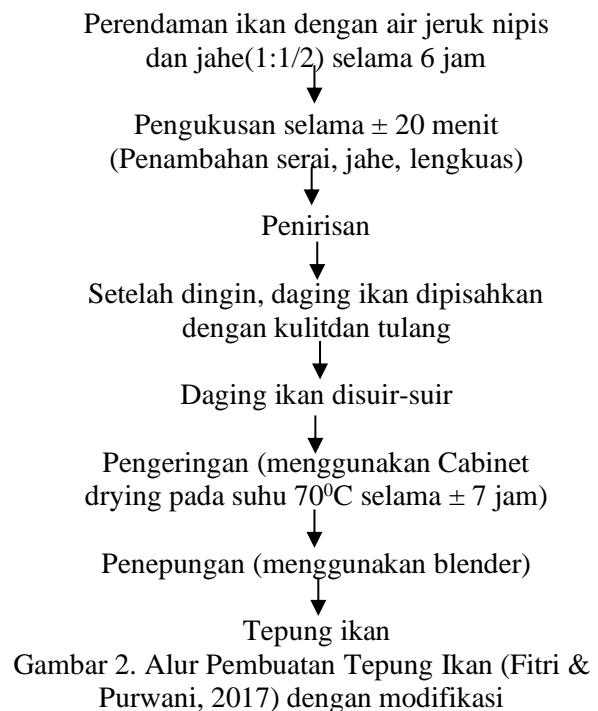 Perendaman ikan dengan air jeruk nipis
dan jahe(1:1/2) selama 6 jam
Pengukusan selama ± 20 menit
(Penambahan serai, jahe, lengkuas)
Penirisan
Setelah dingin, daging ikan dipisahkan
dengan kulitdan tulang
Daging ikan disuir-suir
Pengeringan (menggunakan Cabinet
drying pada suhu 70⁰C selama ± 7 jam)
Penepungan (menggunakan blender)
Tepung ikan
Gambar 2. Alur Pembuatan Tepung Ikan (Fitri &
Purwani, 2017) dengan modifikasi